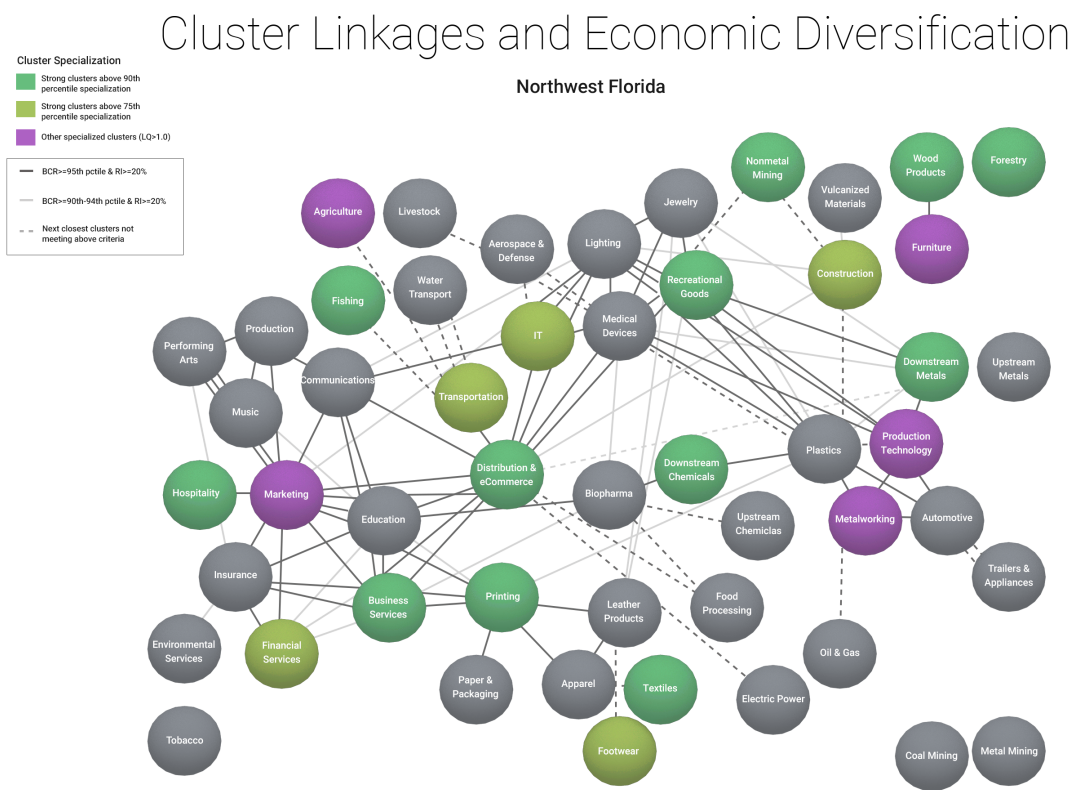 Cluster Linkages and Economic Diversification
Northwest Florida
Cluster Specialization
Strong clusters above 90th
percentile specialization
Strong clusters above 75th
percentile specialization
Other specialized clusters (LQ>1.0)
BCR>=95th pctile & RI>=20%
BCR>=90th-94th pctile & RI>=20%
Next closest clusters not
meeting above criteria
Nonmetal
Mining
Wood
Products
Forestry
Agriculture
Livestock
Jewelry
Vulcanized
Materials
Aerospace &
Defense
Lighting
Furniture
Water
Transport
Recreational
Goods
Construction
Fishing
Production
Medical
Devices
IT
Performing
Arts
Communications
Downstream
Metals
Upstream
Metals
Transportation
Music
Production
Technology
Plastics
Distribution &
eCommerce
Downstream
Chemicals
Hospitality
Marketing
Biopharma
Education
Upstream
Chemiclas
Metalworking
Automotive
Insurance
Trailers &
Appliances
Business
Services
Printing
Leather
Products
Food
Processing
Environmental
Services
Financial
Services
Oil & Gas
Paper &
Packaging
Apparel
Textiles
Electric Power
Tobacco
Footwear
Coal Mining
Metal Mining